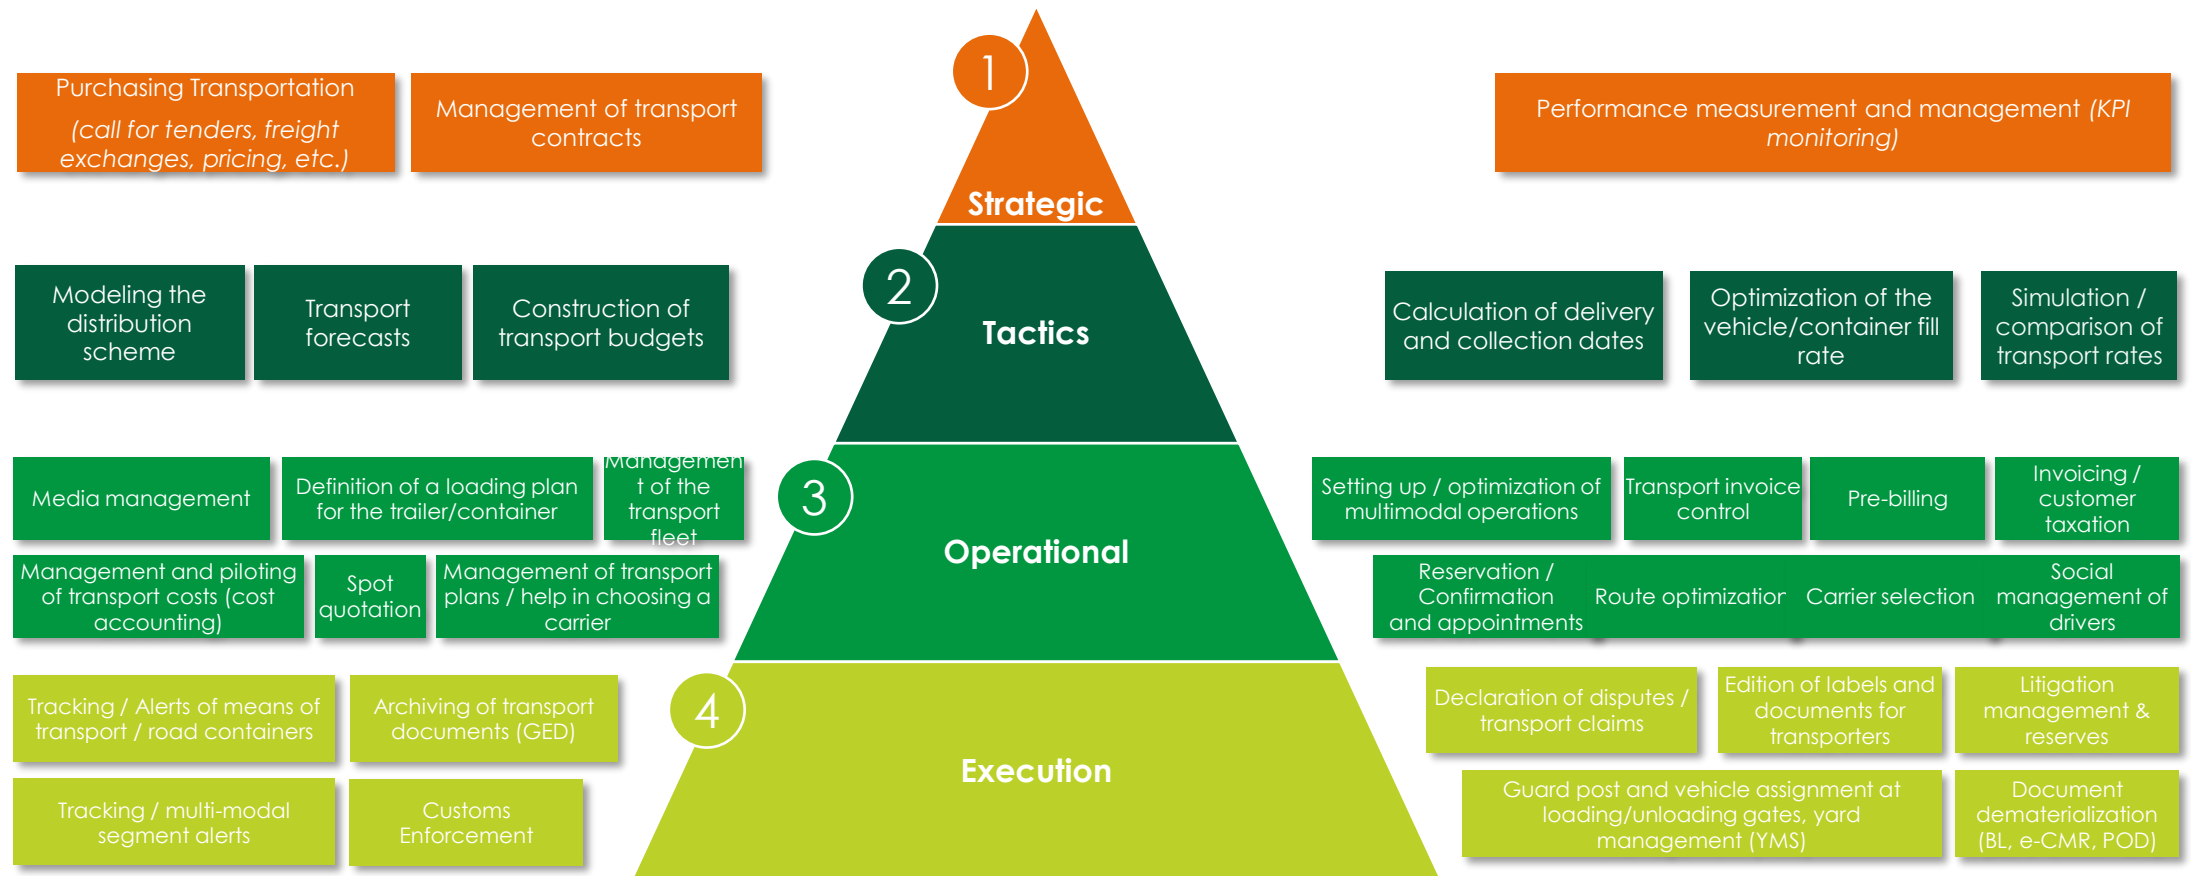 1
Purchasing Transportation
(call for tenders, freight
exchanges, pricing, etc.)
Management of transport
contracts
Performance measurement and management (KPI
monitoring)
Strategic
2
Modeling the
distribution
scheme
Transport
forecasts
Construction of
transport budgets
Tactics
Calculation of delivery
and collection dates
Optimization of the
vehicle/container fill
rate
Simulation /
comparison of
transport rates
3
Media management
Definition of a loading plan
for the trailer/container
Managemen
t of the
transport
fleet
Management and piloting
of transport costs (cost
accounting)
Spot
quotation
Management of transport
plans / help in choosing a
carrier
Operational
Setting up / optimization of
multimodal operations
Transport invoice
control
Pre-billing
Invoicing /
customer
taxation
Reservation /
Confirmation
and appointments
Route optimization
Carrier selection
Social
management of
drivers
4
Tracking / Alerts of means of
transport / road containers
Archiving of transport
documents (GED)
Tracking / multi-modal
segment alerts
Customs
Enforcement
Execution
Declaration of disputes /
transport claims
Edition of labels and
documents for
transporters
Litigation
management &
reserves
Guard post and vehicle assignment at
loading/unloading gates, yard
management (YMS)
Document
dematerialization
(BL, e-CMR, POD)